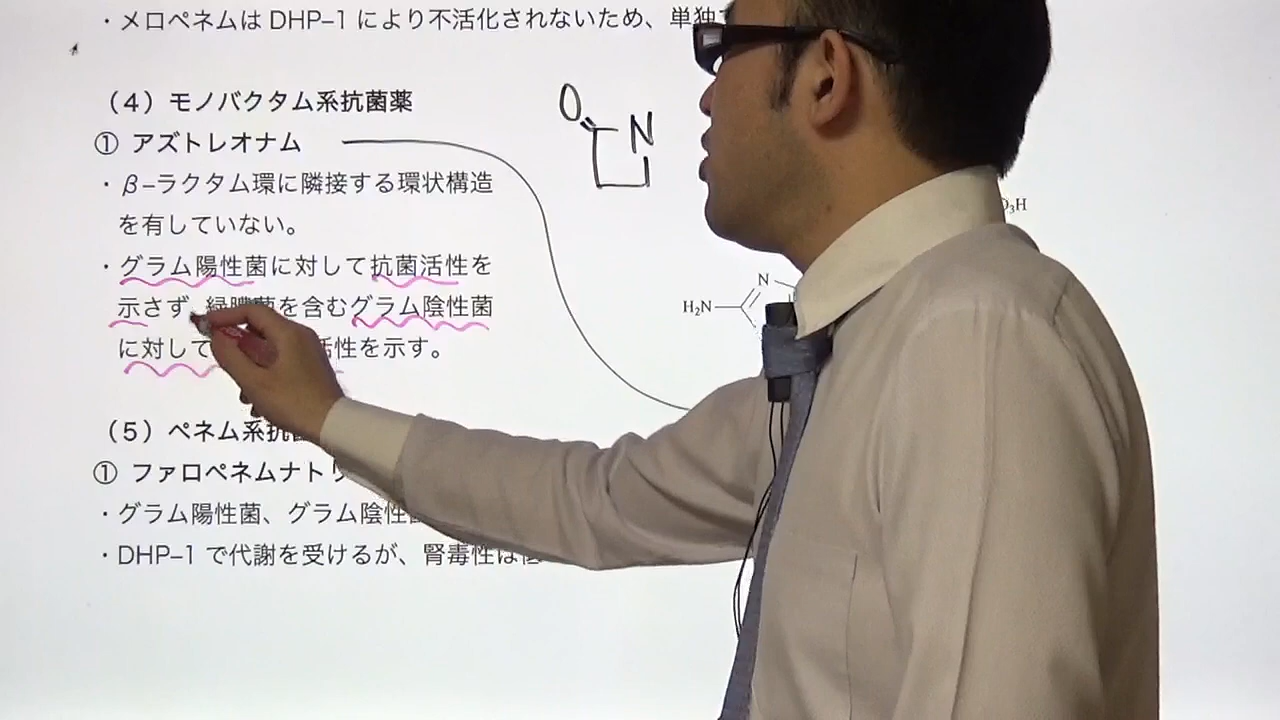 ・メロペネムは DHP–1 により不活化されないため、単独
（4）モノバクタム系抗菌薬
① アズトレオナム
・β–ラクタム環に隣接する環状構造
を有していない。
・グラム陽性菌に対して抗菌活性を
示さず、緑膿菌を含むグラム陰性菌
に対して 活性を示す。
（5）ペネム系抗
① ファロペネムナトリ
・グラム陽性菌、グラム陰性
・DHP–1 で代謝を受けるが、腎毒性は
O
N
N
H₂N
O₃H